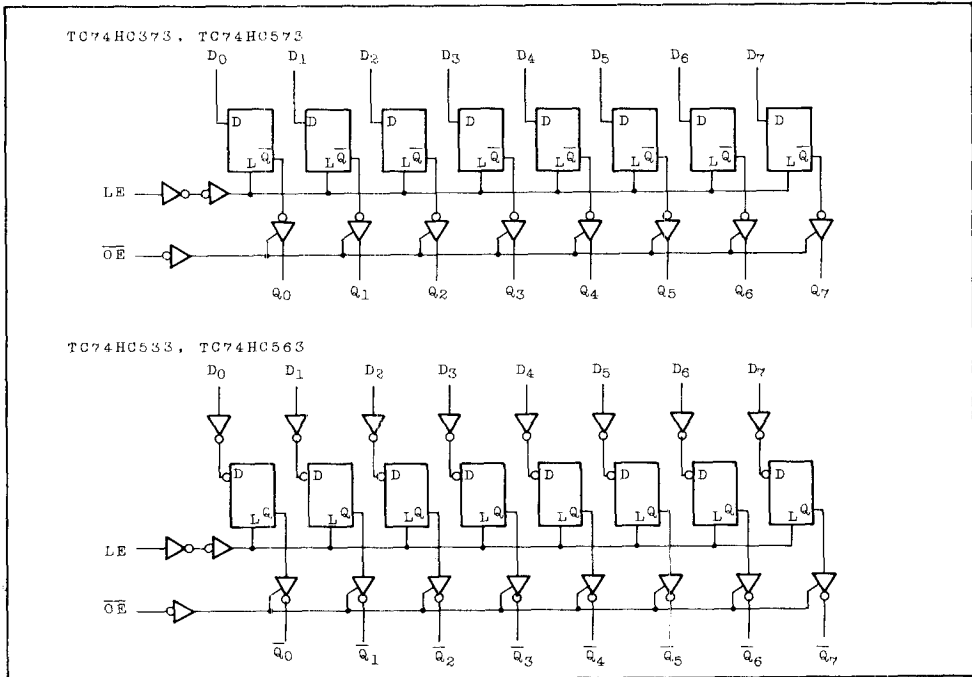 TC74HC373, TC74HC573
D0 D1 D2 D3 D4 D5 D6 D7
D D D D D D D D
L Q̅ L Q̅ L Q̅ L Q̅ L Q̅ L Q̅ L Q̅ L Q̅
LE
O̅E̅
Q0 Q1 Q2 Q3 Q4 Q5 Q6 Q7
TC74HC533, TC74HC563
D0 D1 D2 D3 D4 D5 D6 D7
D D D D D D D D
L Q L Q L Q L Q L Q L Q L Q L Q
LE
O̅E̅
Q̅0 Q̅1 Q̅2 Q̅3 Q̅4 Q̅5 Q̅6 Q̅7